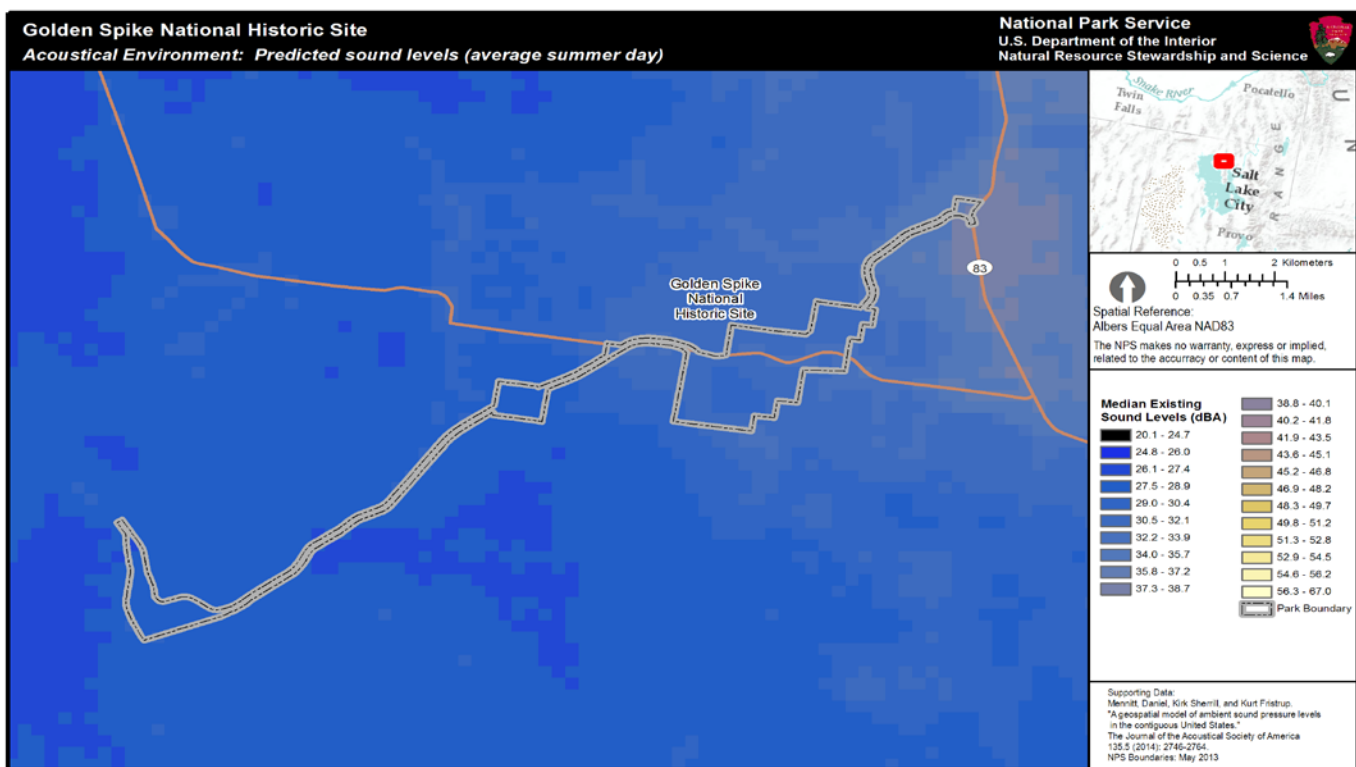 Golden Spike National Historic Site
Acoustical Environment: Predicted sound levels (average summer day)
National Park Service
U.S. Department of the Interior
Natural Resource Stewardship and Science
Golden Spike
National
Historic Site
83
Snake River
Twin
Falls
Pocatello
RANGE
U
N
Salt
Lake
City
Provo
0 0.5 1 2 Kilometers
0 0.35 0.7 1.4 Miles
Spatial Reference:
Albers Equal Area NAD83
The NPS makes no warranty, express or implied,
related to the accurracy or content of this map.
Median Existing
Sound Levels (dBA)
20.1 - 24.7
24.8 - 26.0
26.1 - 27.4
27.5 - 28.9
29.0 - 30.4
30.5 - 32.1
32.2 - 33.9
34.0 - 35.7
35.8 - 37.2
37.3 - 38.7
38.8 - 40.1
40.2 - 41.8
41.9 - 43.5
43.6 - 45.1
45.2 - 46.8
46.9 - 48.2
48.3 - 49.7
49.8 - 51.2
51.3 - 52.8
52.9 - 54.5
54.6 - 56.2
56.3 - 67.0
Park Boundary
Supporting Data:
Mennitt, Daniel, Kirk Sherrill, and Kurt Fristrup.
"A geospatial model of ambient sound pressure levels
in the contiguous United States."
The Journal of the Acoustical Society of America
135.5 (2014): 2746-2764.
NPS Boundaries: May 2013